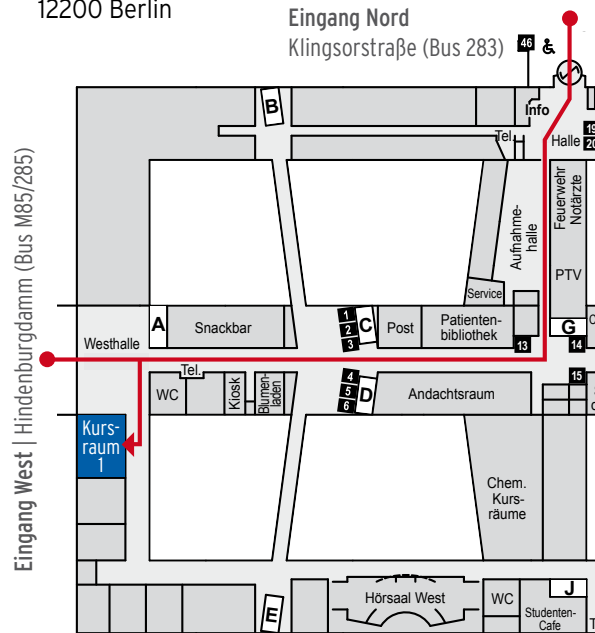 12200 Berlin
Eingang Nord
Klingsorstraße (Bus 283)
46
B
Info
Tel.
Halle
19
20
Eingang West | Hindenburgdamm (Bus M85/285)
Aufnahme-
halle
Feuerwehr
Notärzte
PTV
Service
A
Snackbar
1
2
3
C
Post
Patienten-
bibliothek
13
G
14
Westhalle
Tel.
WC
Kiosk
Blumen-
laden
4
5
6
D
Andachtsraum
15
Kurs-
raum
1
Chem.
Kurs-
räume
E
Hörsaal West
WC
J
Studenten-
Cafe